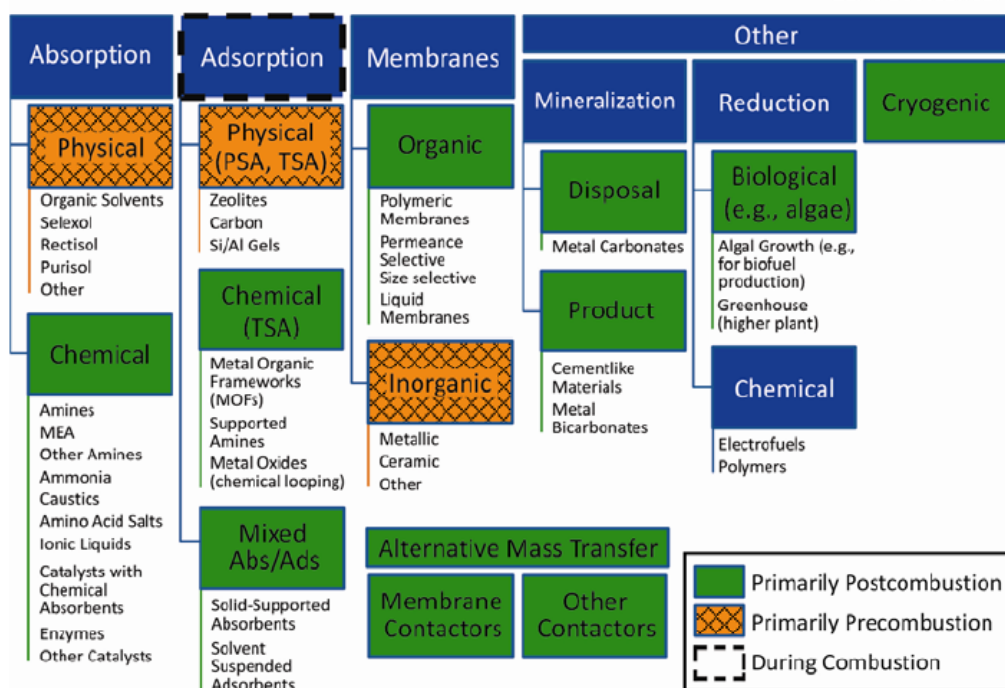 Absorption
Physical
Organic Solvents
Selexol
Rectisol
Purisol
Other
Chemical
Amines
MEA
Other Amines
Ammonia
Caustics
Amino Acid Salts
Ionic Liquids
Catalysts with
Chemical
Absorbents
Enzymes
Other Catalysts
Adsorption
Physical
(PSA, TSA)
Zeolites
Carbon
Si/Al Gels
Chemical
(TSA)
Metal Organic
Frameworks
(MOFs)
Supported
Amines
Metal Oxides
(chemical looping)
Mixed
Abs/Ads
Solid-Supported
Absorbents
Solvent
Suspended
Adsorbents
Membranes
Organic
Polymeric
Membranes
Permeance
Selective
Size selective
Liquid
Membranes
Inorganic
Metallic
Ceramic
Other
Other
Mineralization
Disposal
Metal Carbonates
Product
Cementlike
Materials
Metal
Bicarbonates
Reduction
Biological
(e.g., algae)
Algal Growth (e.g.,
for biofuel
production)
Greenhouse
(higher plant)
Chemical
Electrofuels
Polymers
Cryogenic
Alternative Mass Transfer
Membrane
Contactors
Other
Contactors
Primarily Postcombustion
Primarily Precombustion
During Combustion